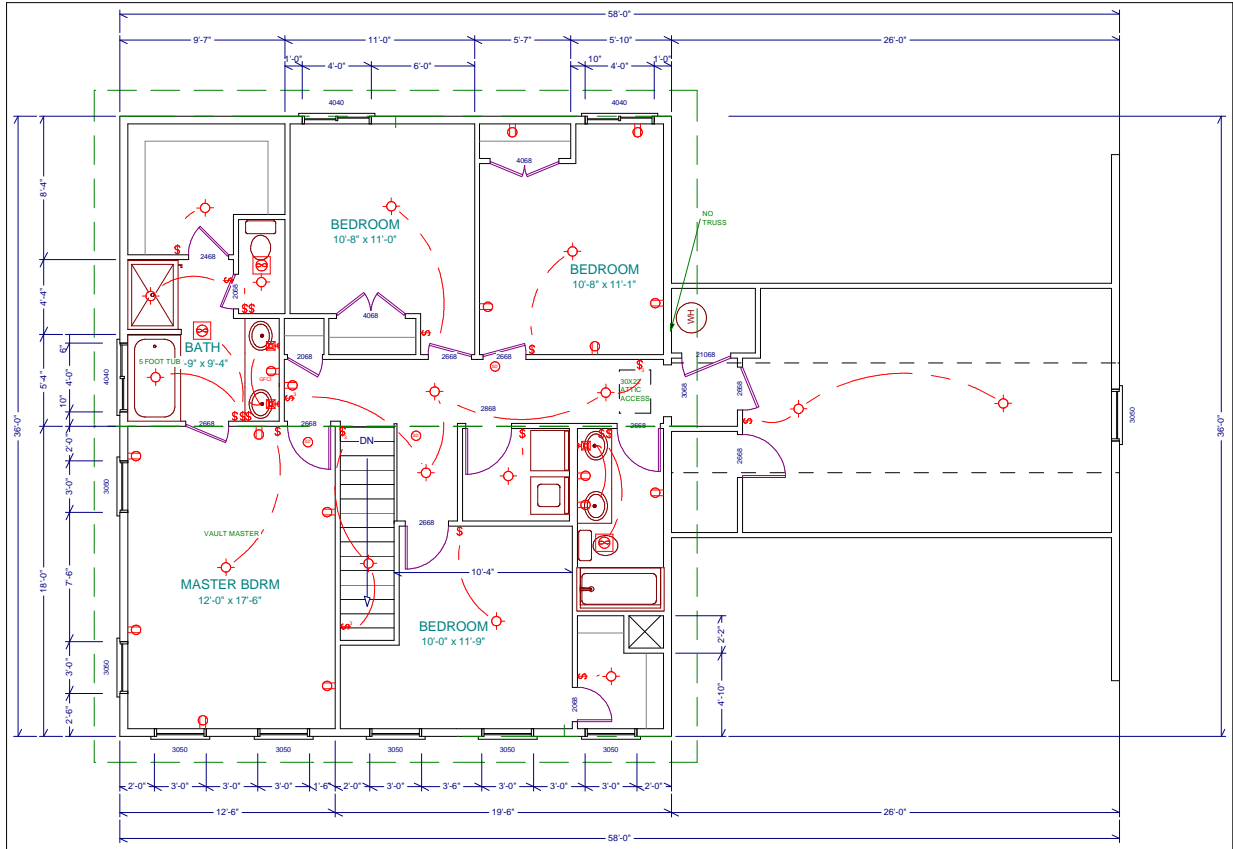 58'-0"
9'-7" 11'-0" 5'-7" 5'-10" 26'-0"
1'-0" 4'-0" 6'-0" 10" 4'-0" 1'-0"
4040 4040
4068
NO
TRUSS
BEDROOM
10'-8" x 11'-0"
BEDROOM
10'-8" x 11'-1"
2468
2068
4068
WH
BATH
-9" x 9'-4"
5 FOOT TUB
GFCI
2068
2668
2668
SD
21068
30X22
ATTIC
ACCESS
3068
2668
2868
2668
2668
2668
2668
SD
SD
DN
2668
VAULT MASTER
MASTER BDRM
12'-0" x 17'-6"
10'-4"
BEDROOM
10'-0" x 11'-9"
2068
36'-0"
8'-4"
4'-4"
5'-4"
18'-0"
6"
4'-0"
10"
2'-0"
3'-0"
7'-6"
3'-0"
2'-6"
4040
3050
3050
3050
36'-0"
2'-2"
4'-10"
3050 3050 3050 3050 3050
2'-0" 3'-0" 3'-0" 3'-0" 1'-6" 2'-0" 3'-0" 3'-6" 3'-0" 3'-0" 3'-0" 2'-0"
12'-6" 19'-6" 26'-0"
58'-0"